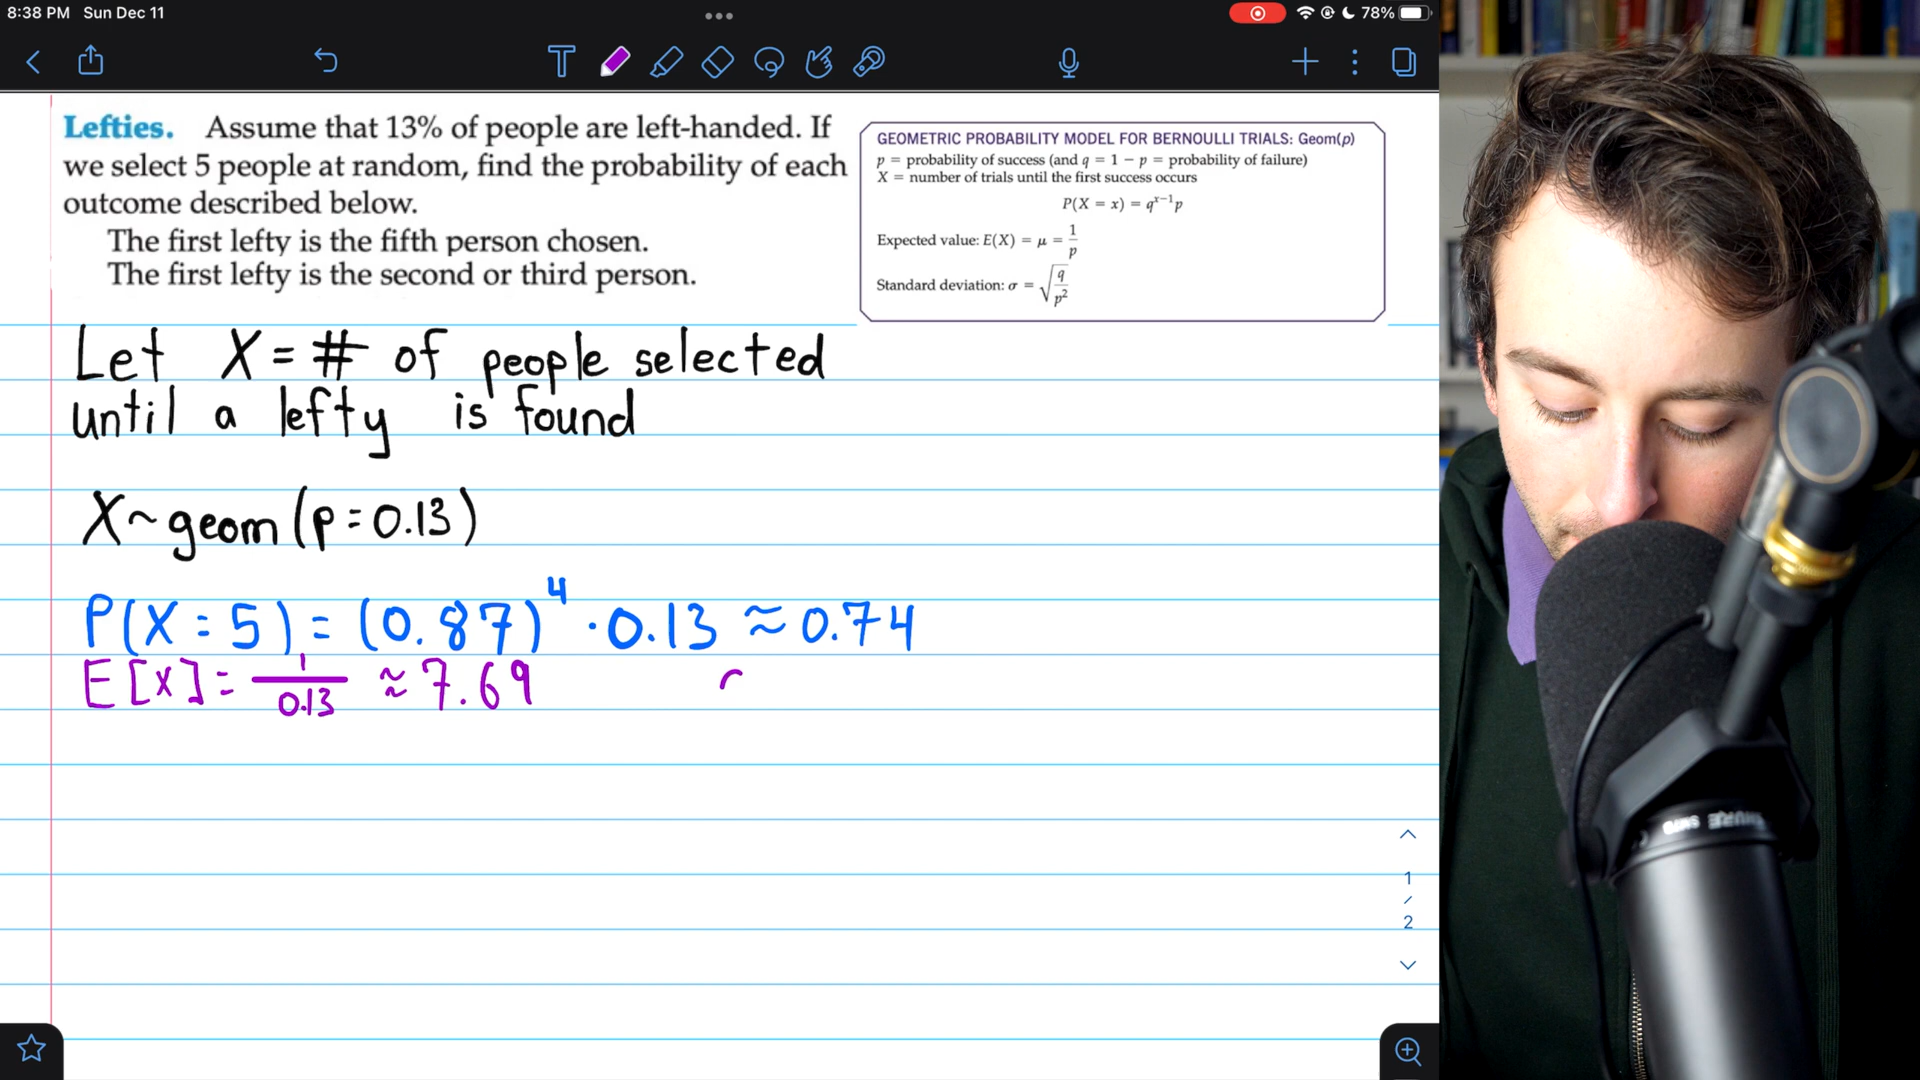 8:38 PM Sun Dec 11
78%
Lefties. Assume that 13% of people are left-handed. If
we select 5 people at random, find the probability of each
outcome described below.
The first lefty is the fifth person chosen.
The first lefty is the second or third person.
GEOMETRIC PROBABILITY MODEL FOR BERNOULLI TRIALS: Geom(p)
p = probability of success (and q = 1 − p = probability of failure)
X = number of trials until the first success occurs
P(X = x) = qˣ⁻¹p
Expected value: E(X) = μ = 1/p
Standard deviation: σ = √(q/p²)
Let X = # of people selected
until a lefty is found
X ~ geom (p = 0.13)
P(X = 5) = (0.87)⁴ · 0.13 ≈ 0.74
E[x] = 1/0.13 ≈ 7.69
1
/
2
SHURE SM7B